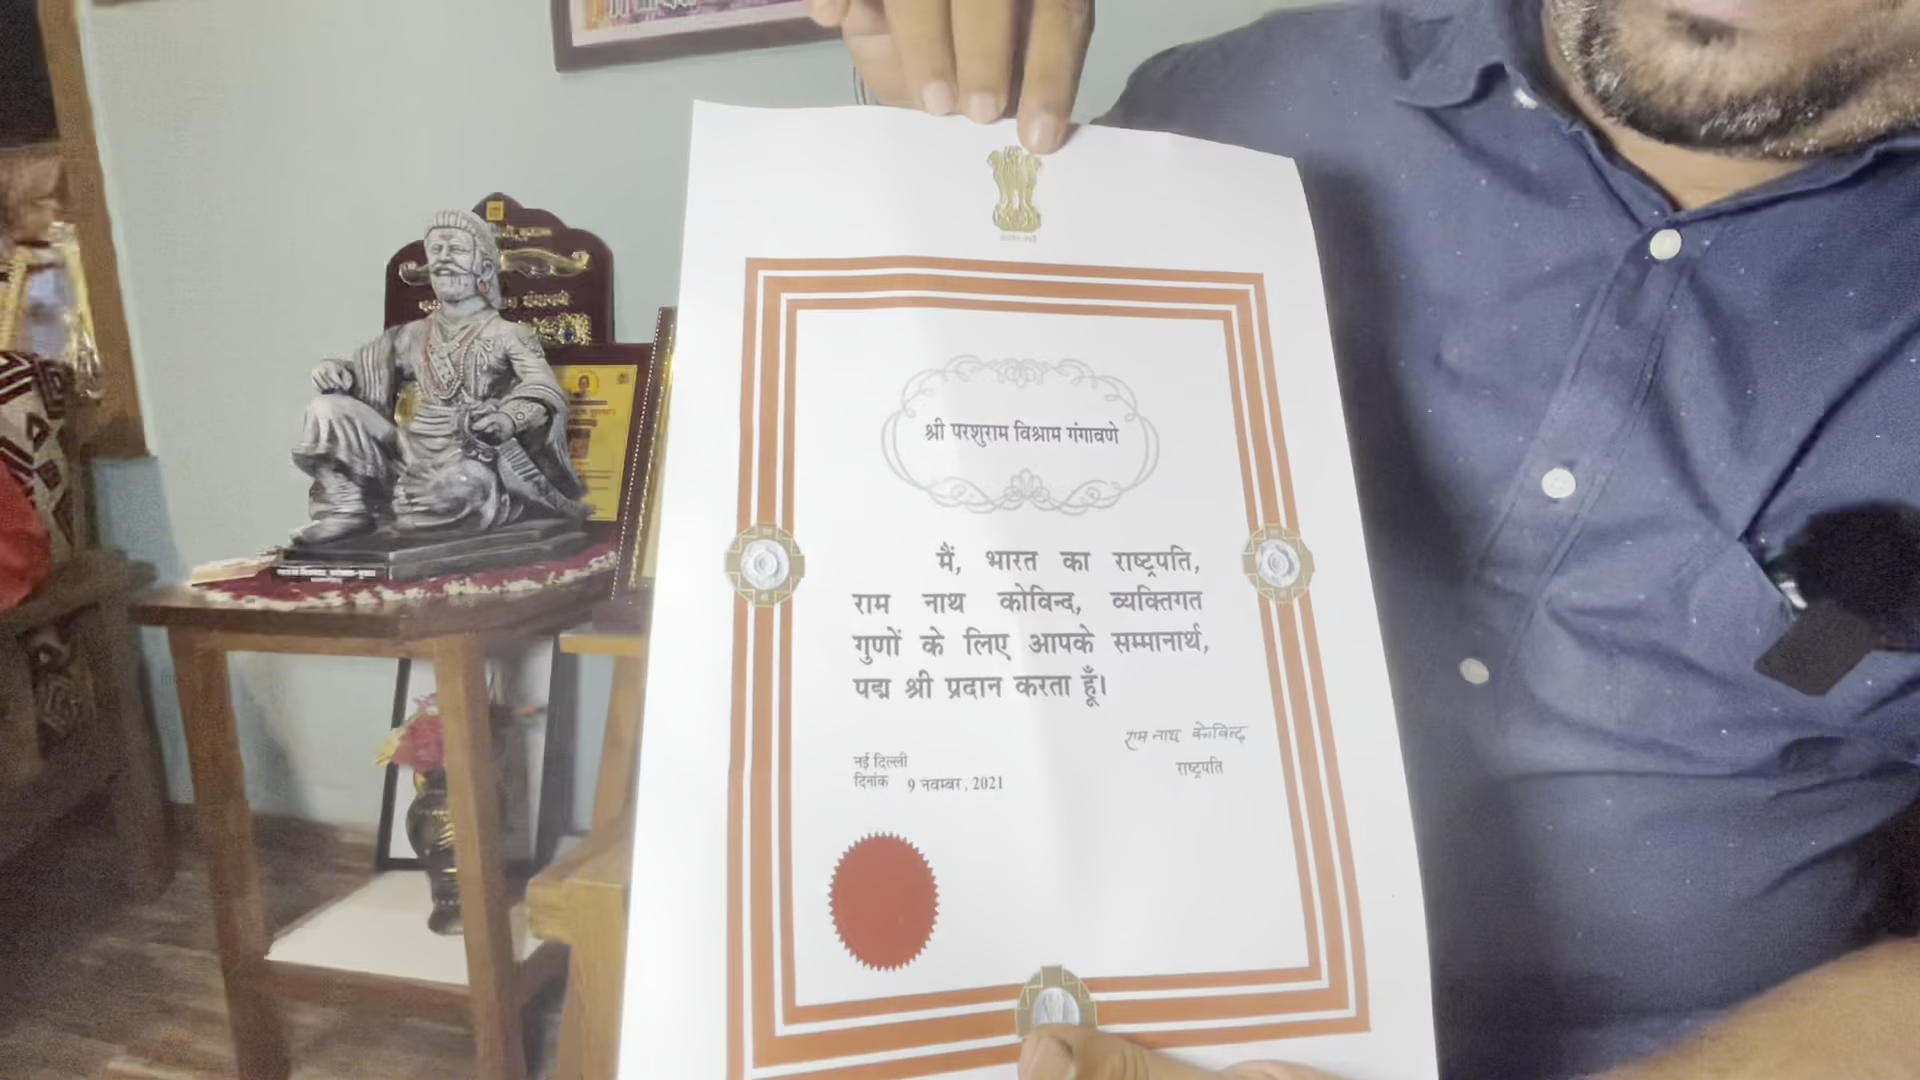 श्री परशुराम विश्राम गंगावणे
मैं, भारत का राष्ट्रपति,
राम नाथ कोविन्द, व्यक्तिगत
गुणों के लिए आपके सम्मानार्थ,
पद्म श्री प्रदान करता हूँ।
राम नाथ कोविन्द
राष्ट्रपति
नई दिल्ली
दिनांक 9 नवम्बर, 2021